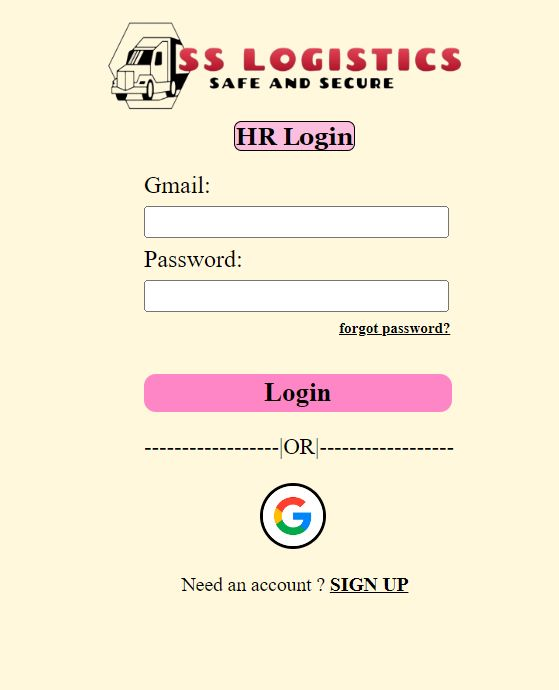 SS LOGISTICS
SAFE AND SECURE
HR Login
Gmail:
Password:
forgot password?
Login
------------------|OR|------------------
G
Need an account ? SIGN UP